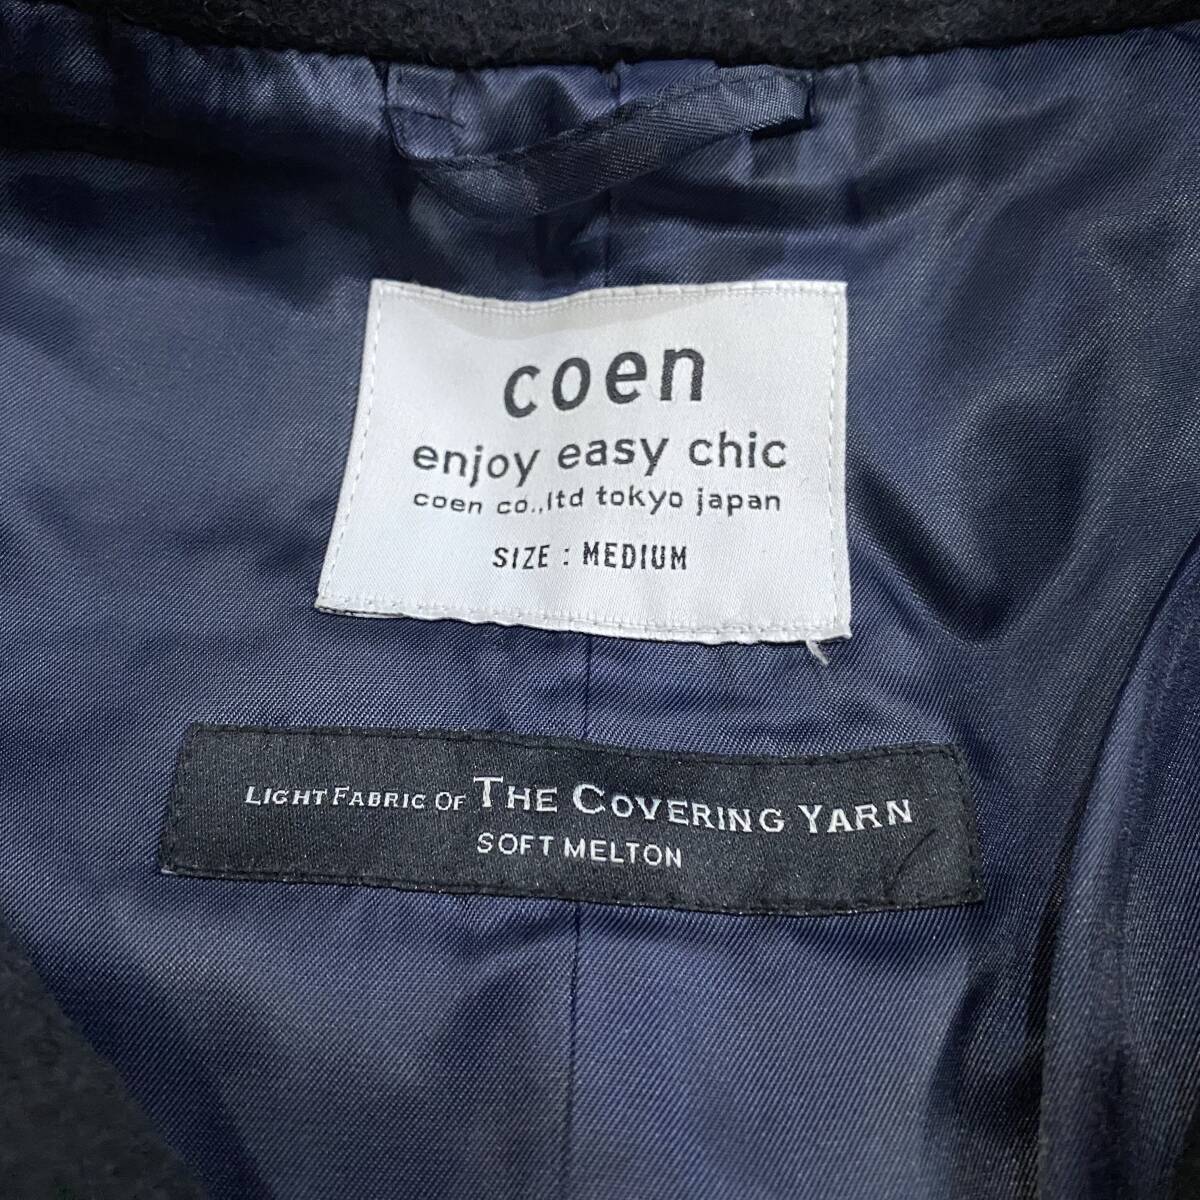 coen
enjoy easy chic
coen co.,ltd tokyo japan
SIZE : MEDIUM
LIGHT FABRIC OF THE COVERING YARN
SOFT MELTON